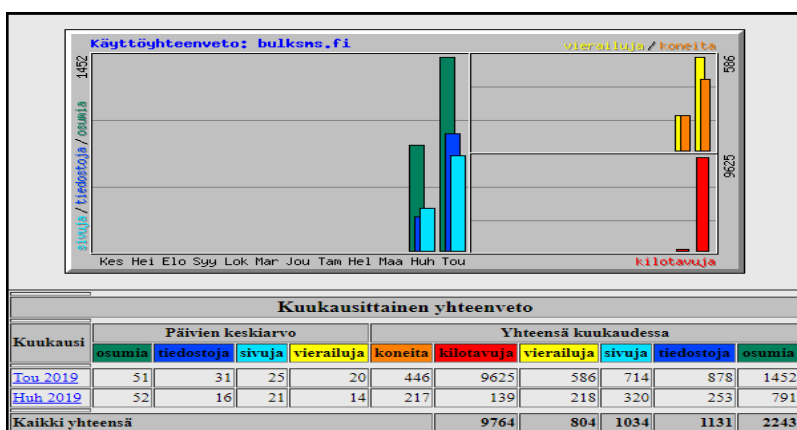 Käyttöyhteenveto: bulksms.fi
vierailuja/koneita
1452
586
sivuja/tiedostoja/osumia
9625
Kes Hei Elo Syy Lok Mar Jou Tam Hel Maa Huh Tou
kilotavuja
Kuukausittainen yhteenveto
Kuukausi Päivien keskiarvo Yhteensä kuukaudessa
osumia tiedostoja sivuja vierailuja koneita kilotavuja vierailuja sivuja tiedostoja osumia
Tou 2019 51 31 25 20 446 9625 586 714 878 1452
Huh 2019 52 16 21 14 217 139 218 320 253 791
Kaikki yhteensä 9764 804 1034 1131 2243